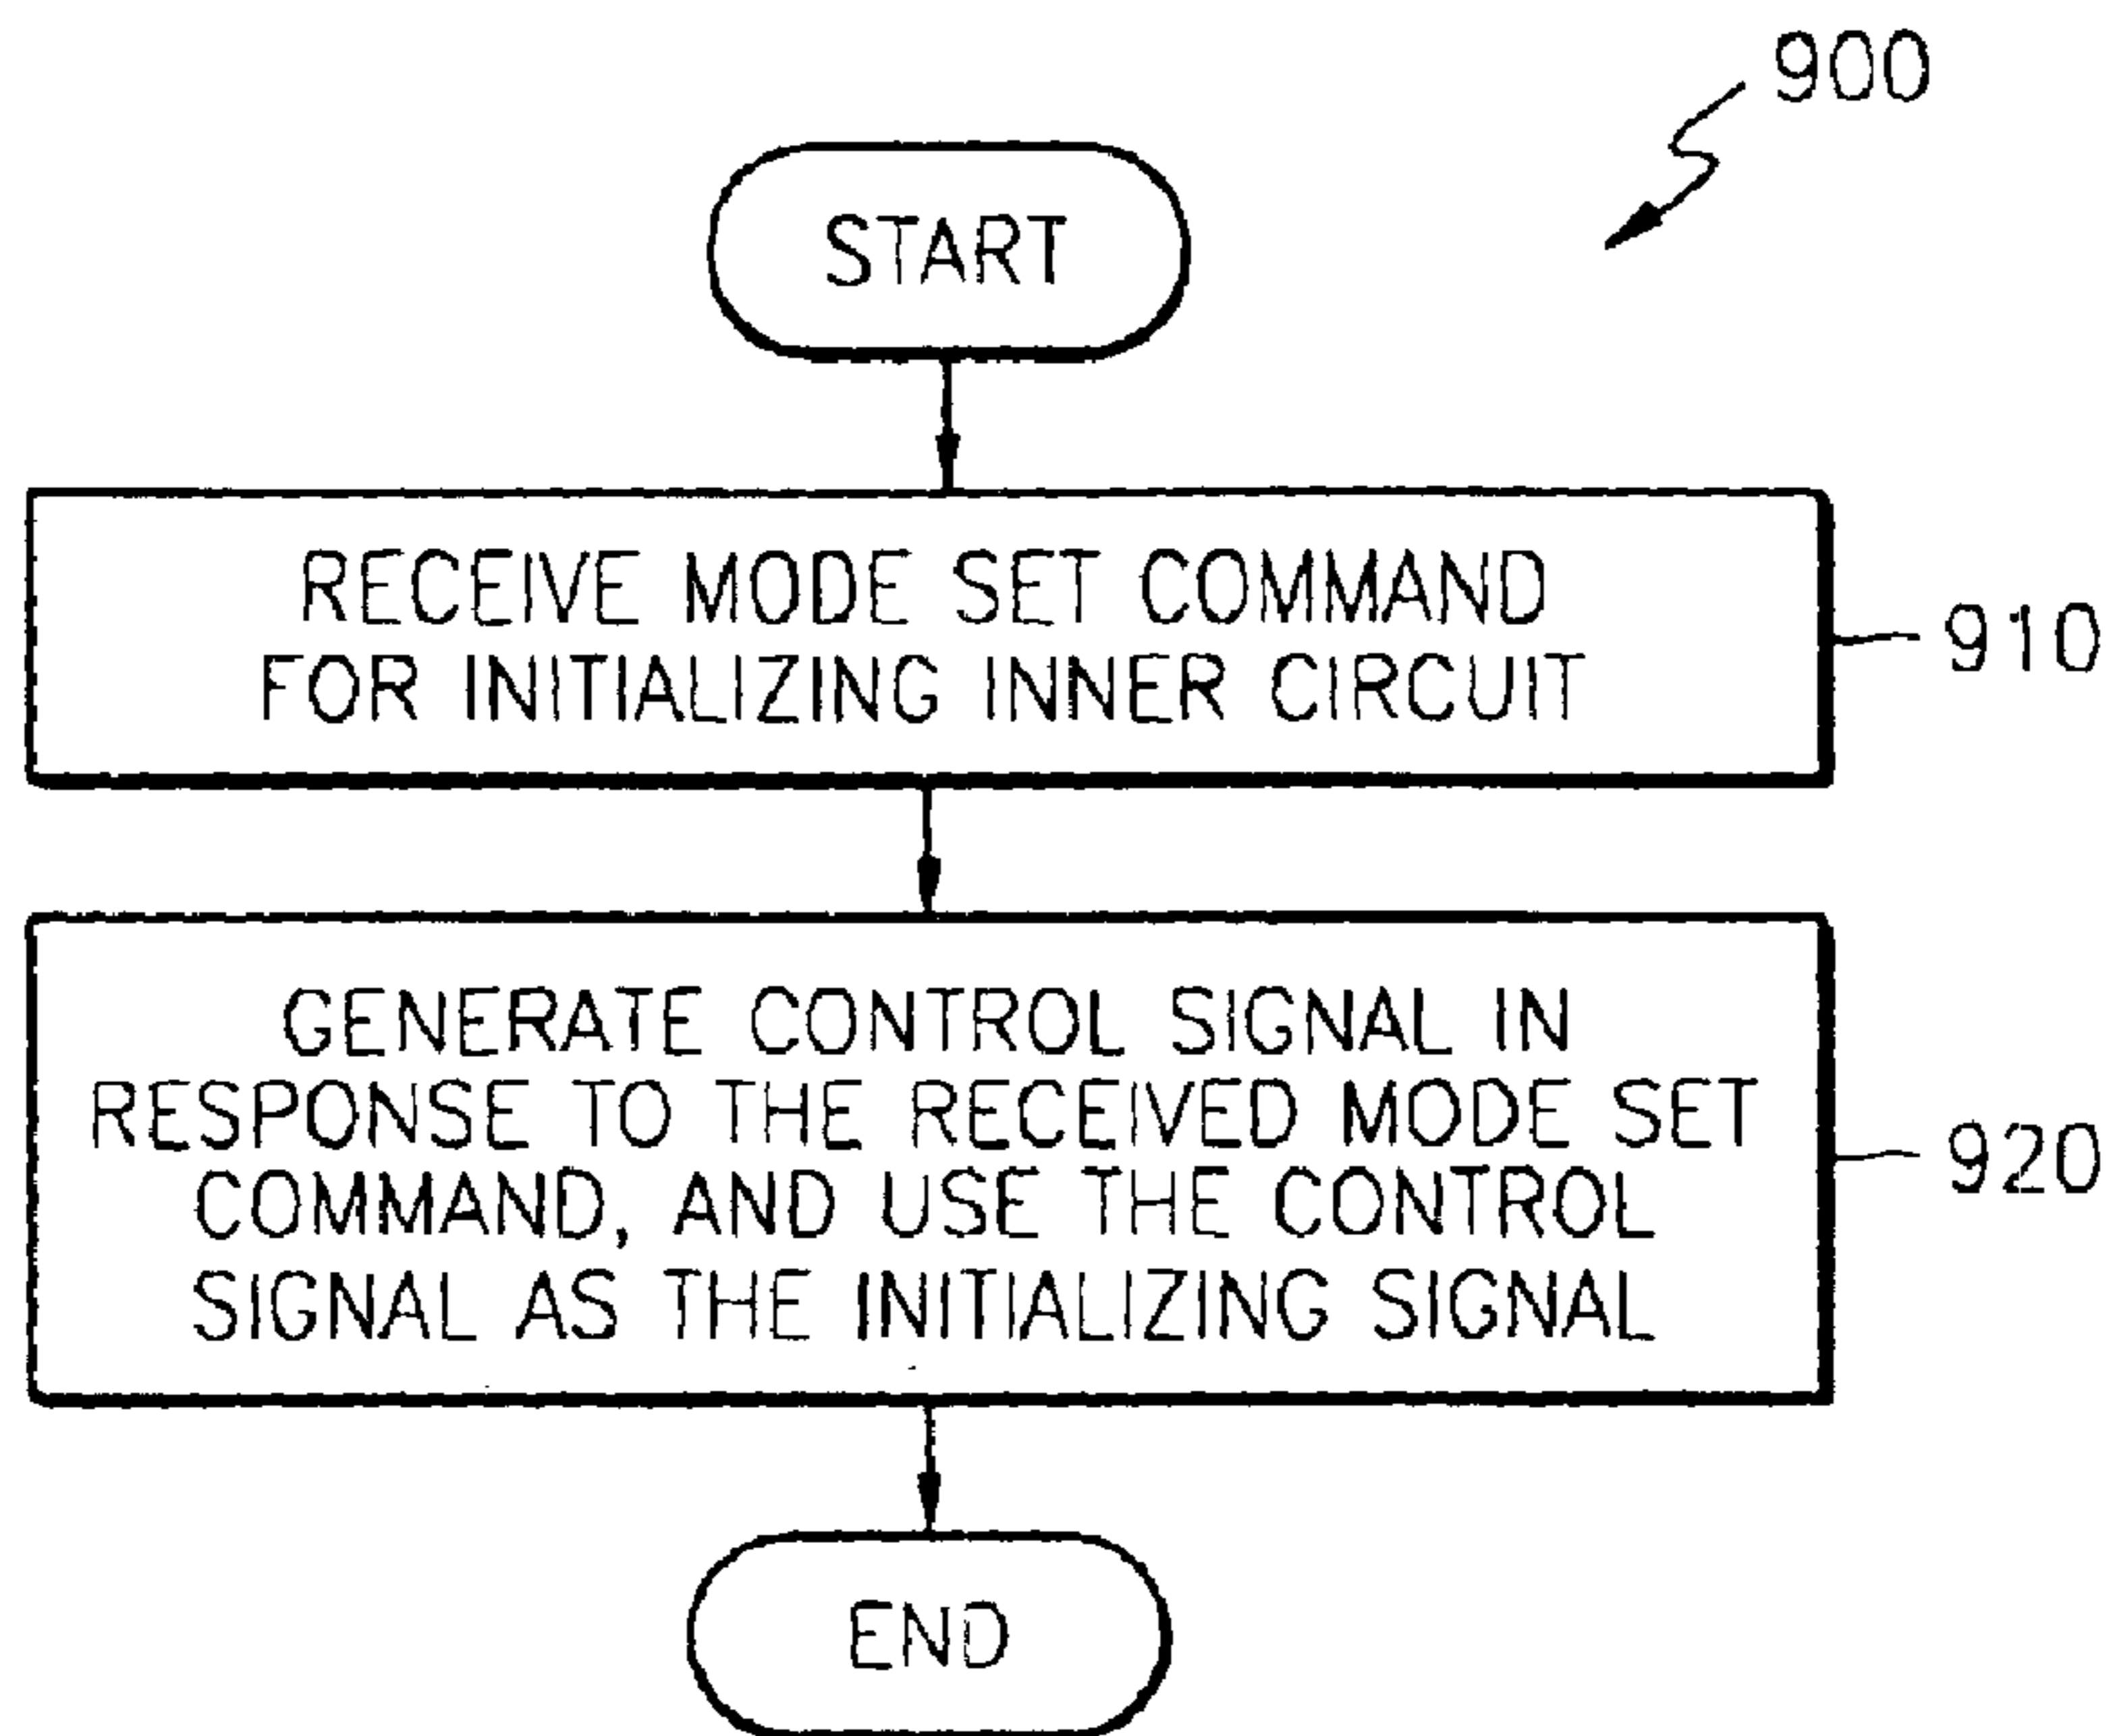 900
START
RECEIVE MODE SET COMMAND
FOR INITIALIZING INNER CIRCUIT
910
GENERATE CONTROL SIGNAL IN
RESPONSE TO THE RECEIVED MODE SET
COMMAND, AND USE THE CONTROL
SIGNAL AS THE INITIALIZING SIGNAL
920
END